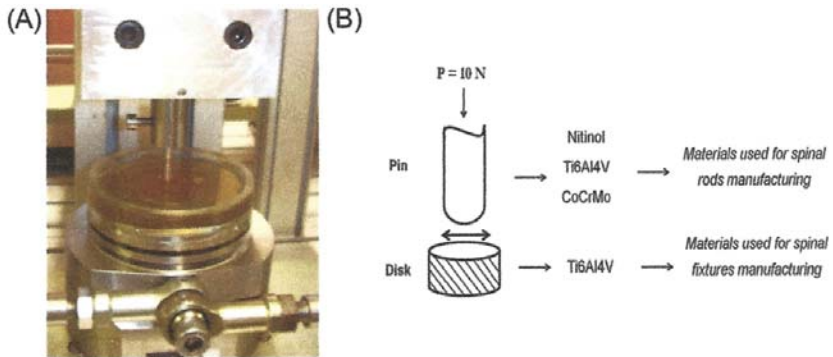 (A)
(B)
P = 10 N
Nitinol
Pin
Ti6Al4V
CoCrMo
Materials used for spinal
rods manufacturing
Disk
Ti6Al4V
Materials used for spinal
fixtures manufacturing